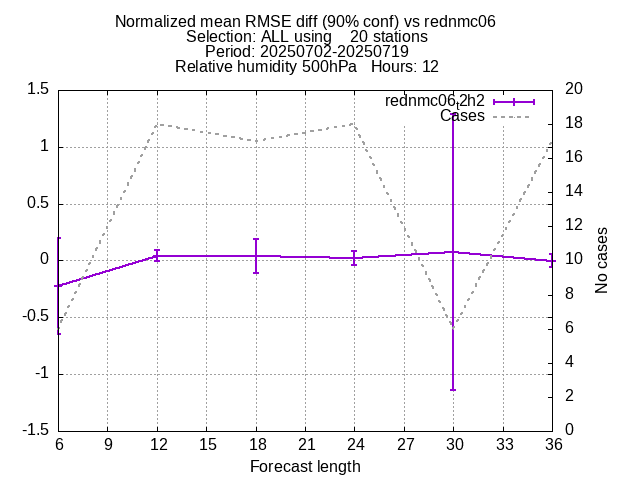 Normalized mean RMSE diff (90% conf) vs rednmc06
Selection: ALL using    20 stations
Period: 20250702-20250719
Relative humidity 500hPa   Hours: 12
rednmc06t2h2
Cases
1.5
1
0.5
0
-0.5
-1
-1.5
20
18
16
14
12
10
8
6
4
2
0
No cases
6 9 12 15 18 21 24 27 30 33 36
Forecast length